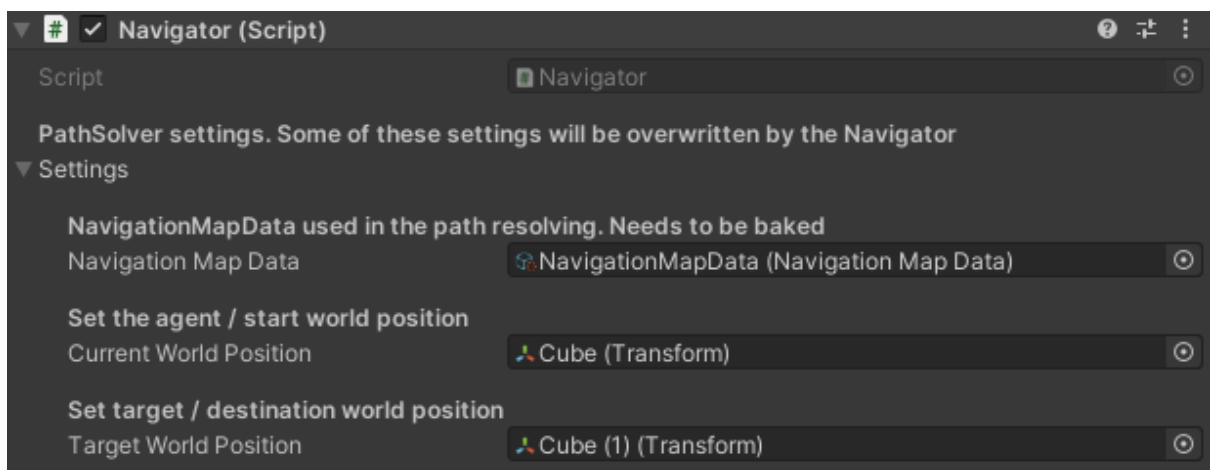 # Navigator (Script)
Script Navigator
PathSolver settings. Some of these settings will be overwritten by the Navigator
Settings
NavigationMapData used in the path resolving. Needs to be baked
Navigation Map Data NavigationMapData (Navigation Map Data)
Set the agent / start world position
Current World Position Cube (Transform)
Set target / destination world position
Target World Position Cube (1) (Transform)